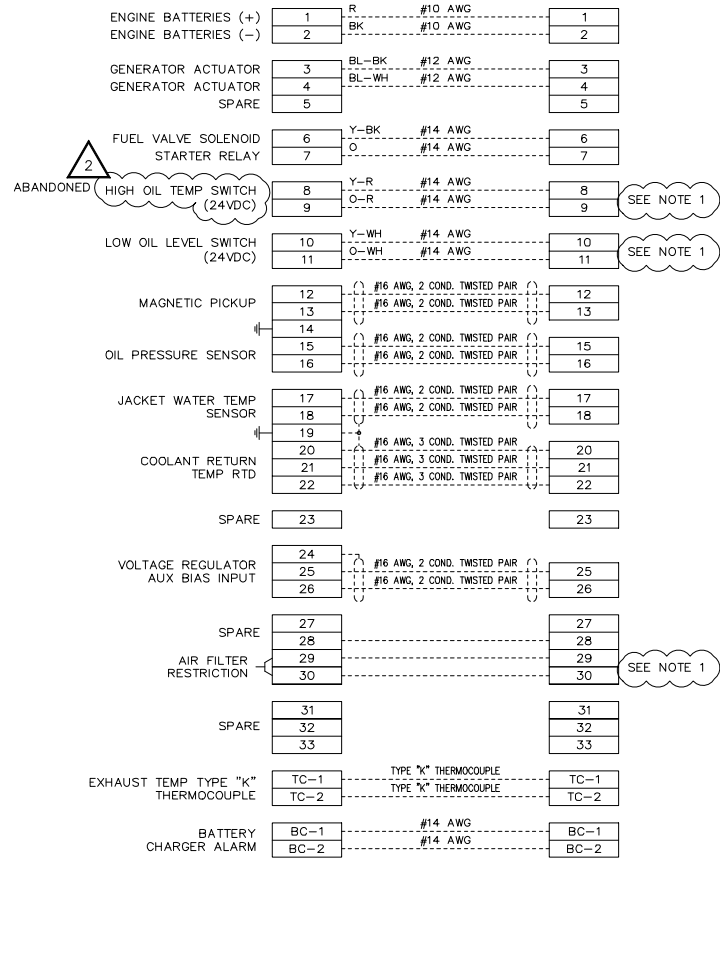 ENGINE BATTERIES (+) 1 R #10 AWG 1
ENGINE BATTERIES (−) 2 BK #10 AWG 2
GENERATOR ACTUATOR 3 BL−BK #12 AWG 3
GENERATOR ACTUATOR 4 BL−WH #12 AWG 4
SPARE 5 5
FUEL VALVE SOLENOID 6 Y−BK #14 AWG 6
STARTER RELAY 7 O #14 AWG 7
2
ABANDONED HIGH OIL TEMP SWITCH 8 Y−R #14 AWG 8
(24VDC) 9 O−R #14 AWG 9 SEE NOTE 1
LOW OIL LEVEL SWITCH 10 Y−WH #14 AWG 10
(24VDC) 11 O−WH #14 AWG 11 SEE NOTE 1
12 #16 AWG, 2 COND. TWISTED PAIR 12
MAGNETIC PICKUP 13 #16 AWG, 2 COND. TWISTED PAIR 13
14
15 #16 AWG, 2 COND. TWISTED PAIR 15
OIL PRESSURE SENSOR 16 #16 AWG, 2 COND. TWISTED PAIR 16
JACKET WATER TEMP 17 #16 AWG, 2 COND. TWISTED PAIR 17
SENSOR 18 #16 AWG, 2 COND. TWISTED PAIR 18
19
20 #16 AWG, 3 COND. TWISTED PAIR 20
COOLANT RETURN 21 #16 AWG, 3 COND. TWISTED PAIR 21
TEMP RTD 22 #16 AWG, 3 COND. TWISTED PAIR 22
SPARE 23 23
24
VOLTAGE REGULATOR 25 #16 AWG, 2 COND. TWISTED PAIR 25
AUX BIAS INPUT 26 #16 AWG, 2 COND. TWISTED PAIR 26
27 27
SPARE 28 28
AIR FILTER 29 29
RESTRICTION 30 30 SEE NOTE 1
31 31
SPARE 32 32
33 33
EXHAUST TEMP TYPE "K" TC−1 TYPE "K" THERMOCOUPLE TC−1
THERMOCOUPLE TC−2 TYPE "K" THERMOCOUPLE TC−2
BATTERY BC−1 #14 AWG BC−1
CHARGER ALARM BC−2 #14 AWG BC−2